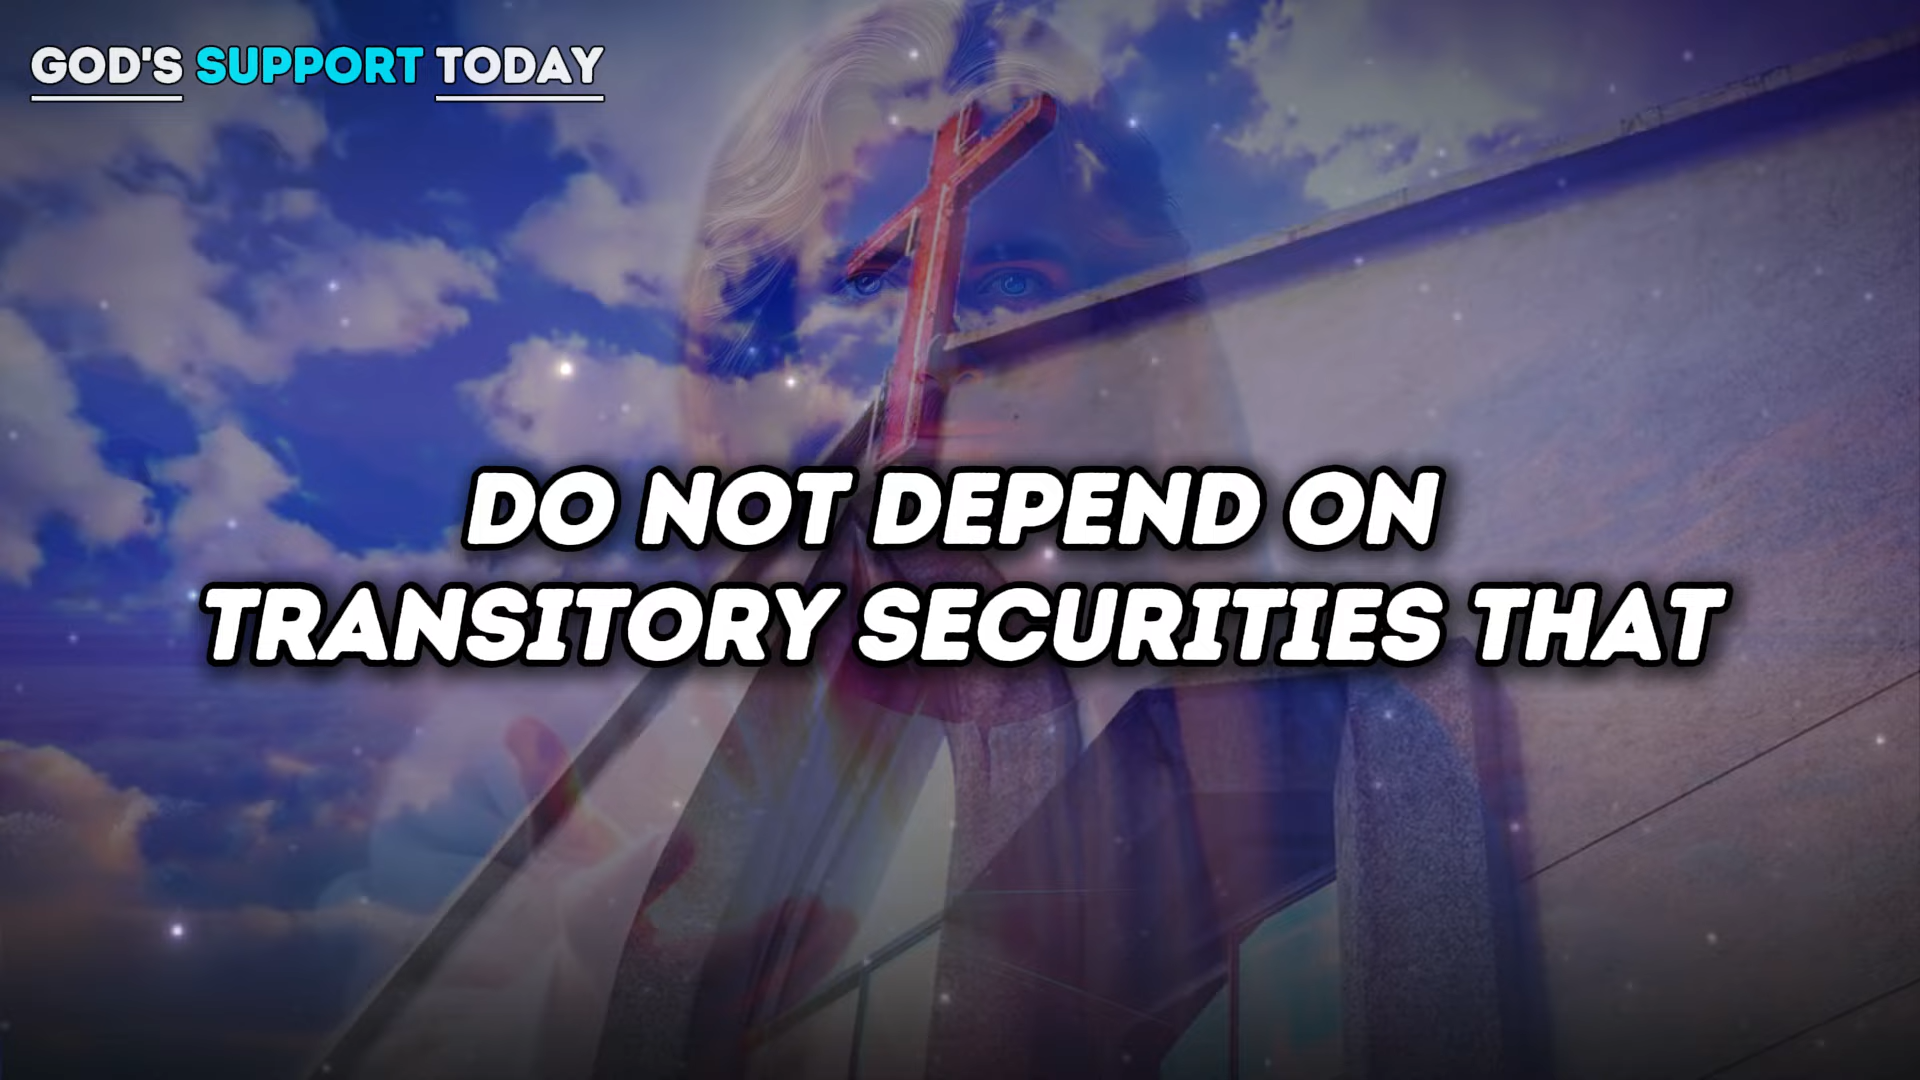 GOD'S SUPPORT TODAY
DO NOT DEPEND ON
TRANSITORY SECURITIES THAT